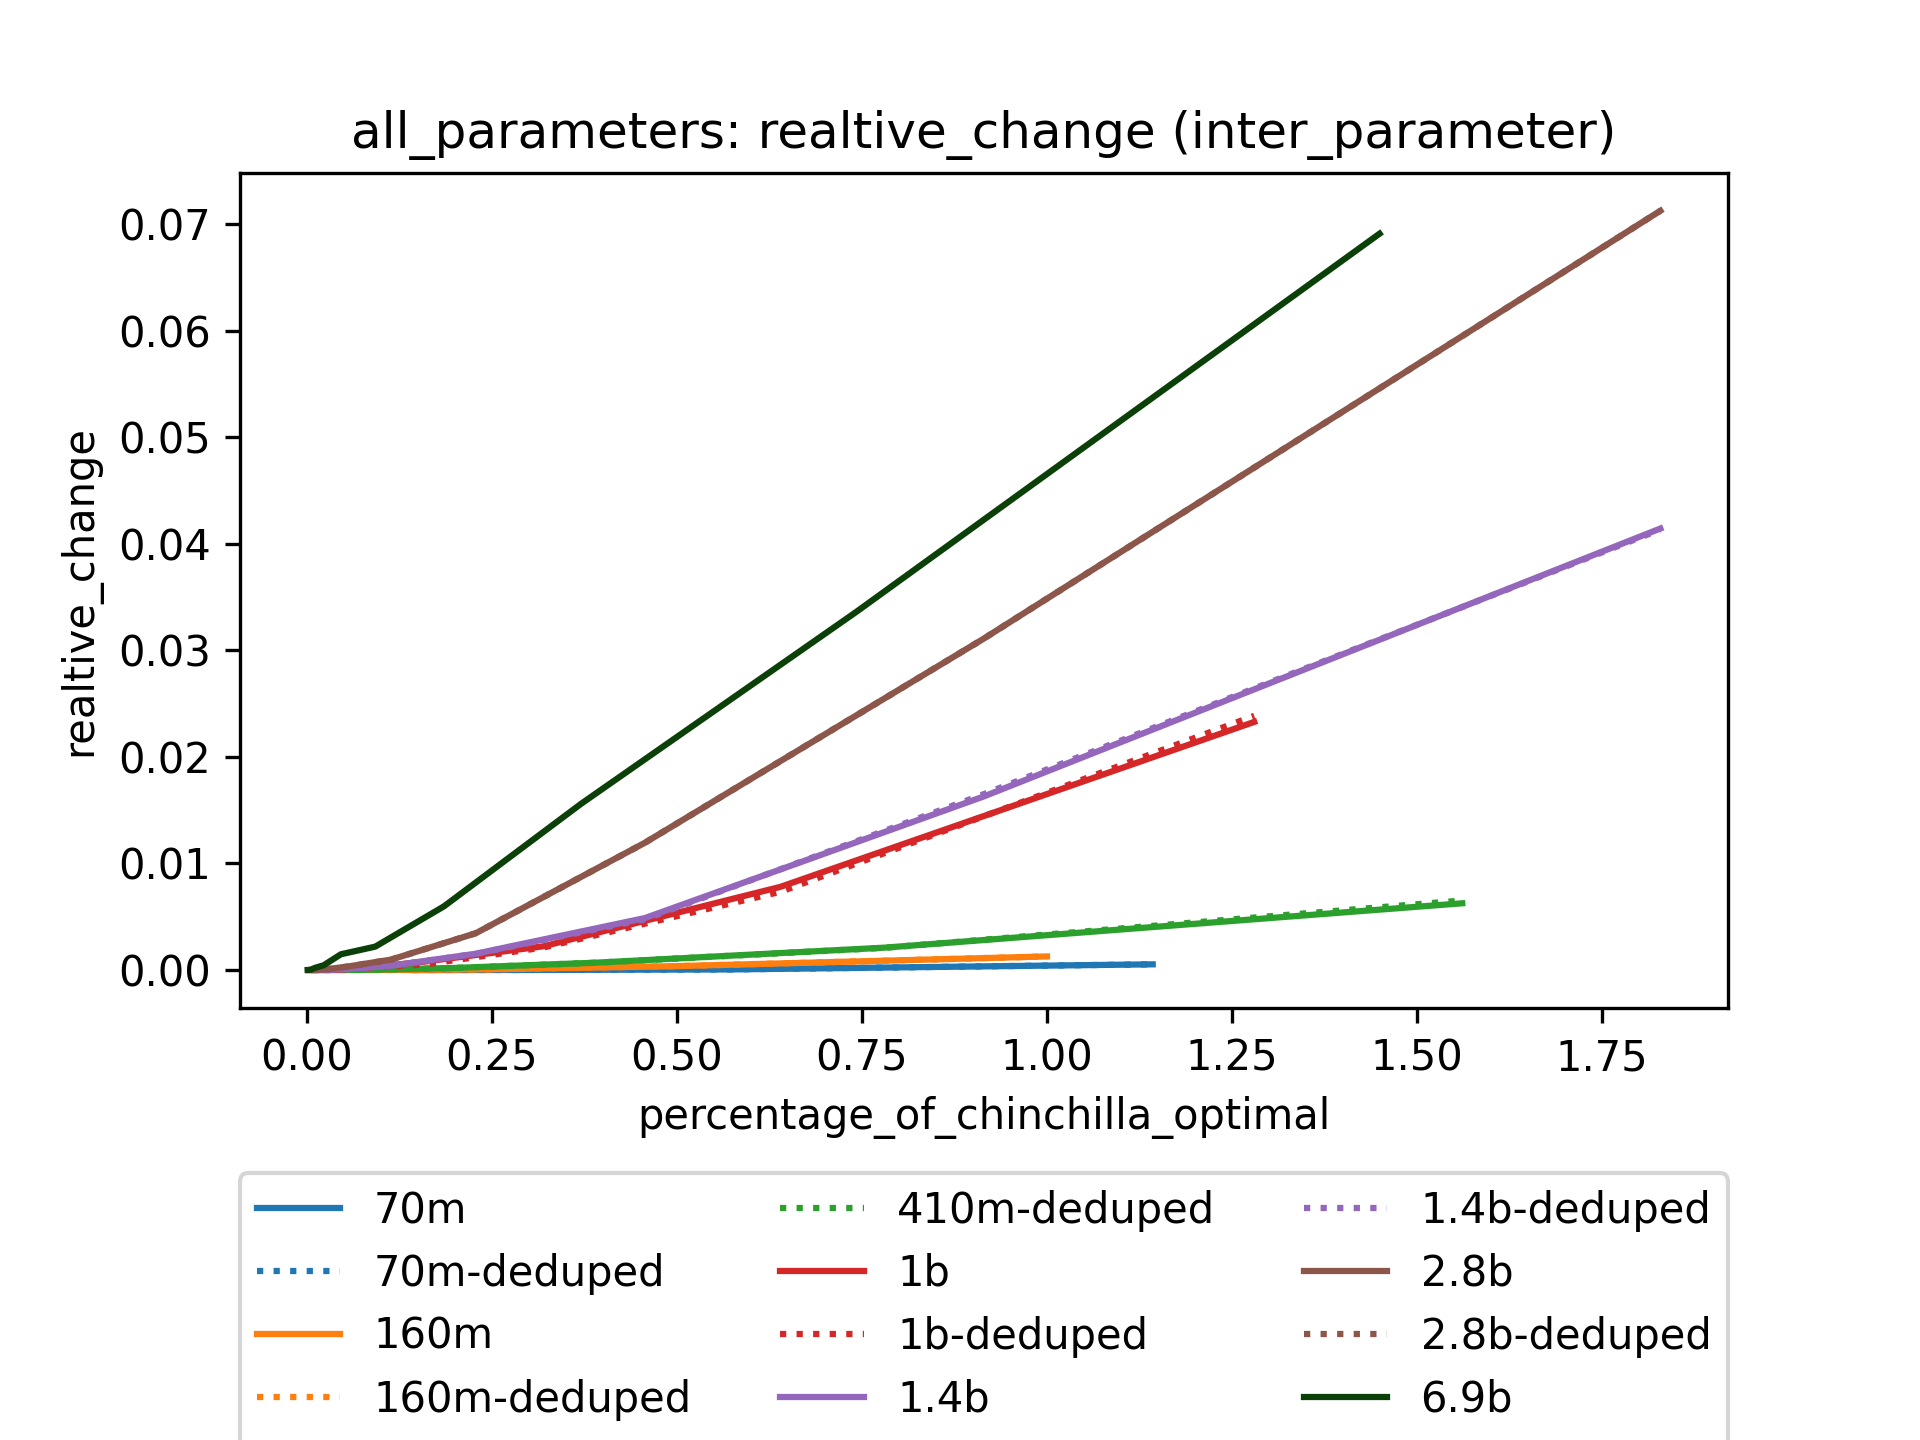 all_parameters: realtive_change (inter_parameter)
realtive_change
0.07
0.06
0.05
0.04
0.03
0.02
0.01
0.00
0.00 0.25 0.50 0.75 1.00 1.25 1.50 1.75
percentage_of_chinchilla_optimal
70m
70m-deduped
160m
160m-deduped
410m-deduped
1b
1b-deduped
1.4b
1.4b-deduped
2.8b
2.8b-deduped
6.9b